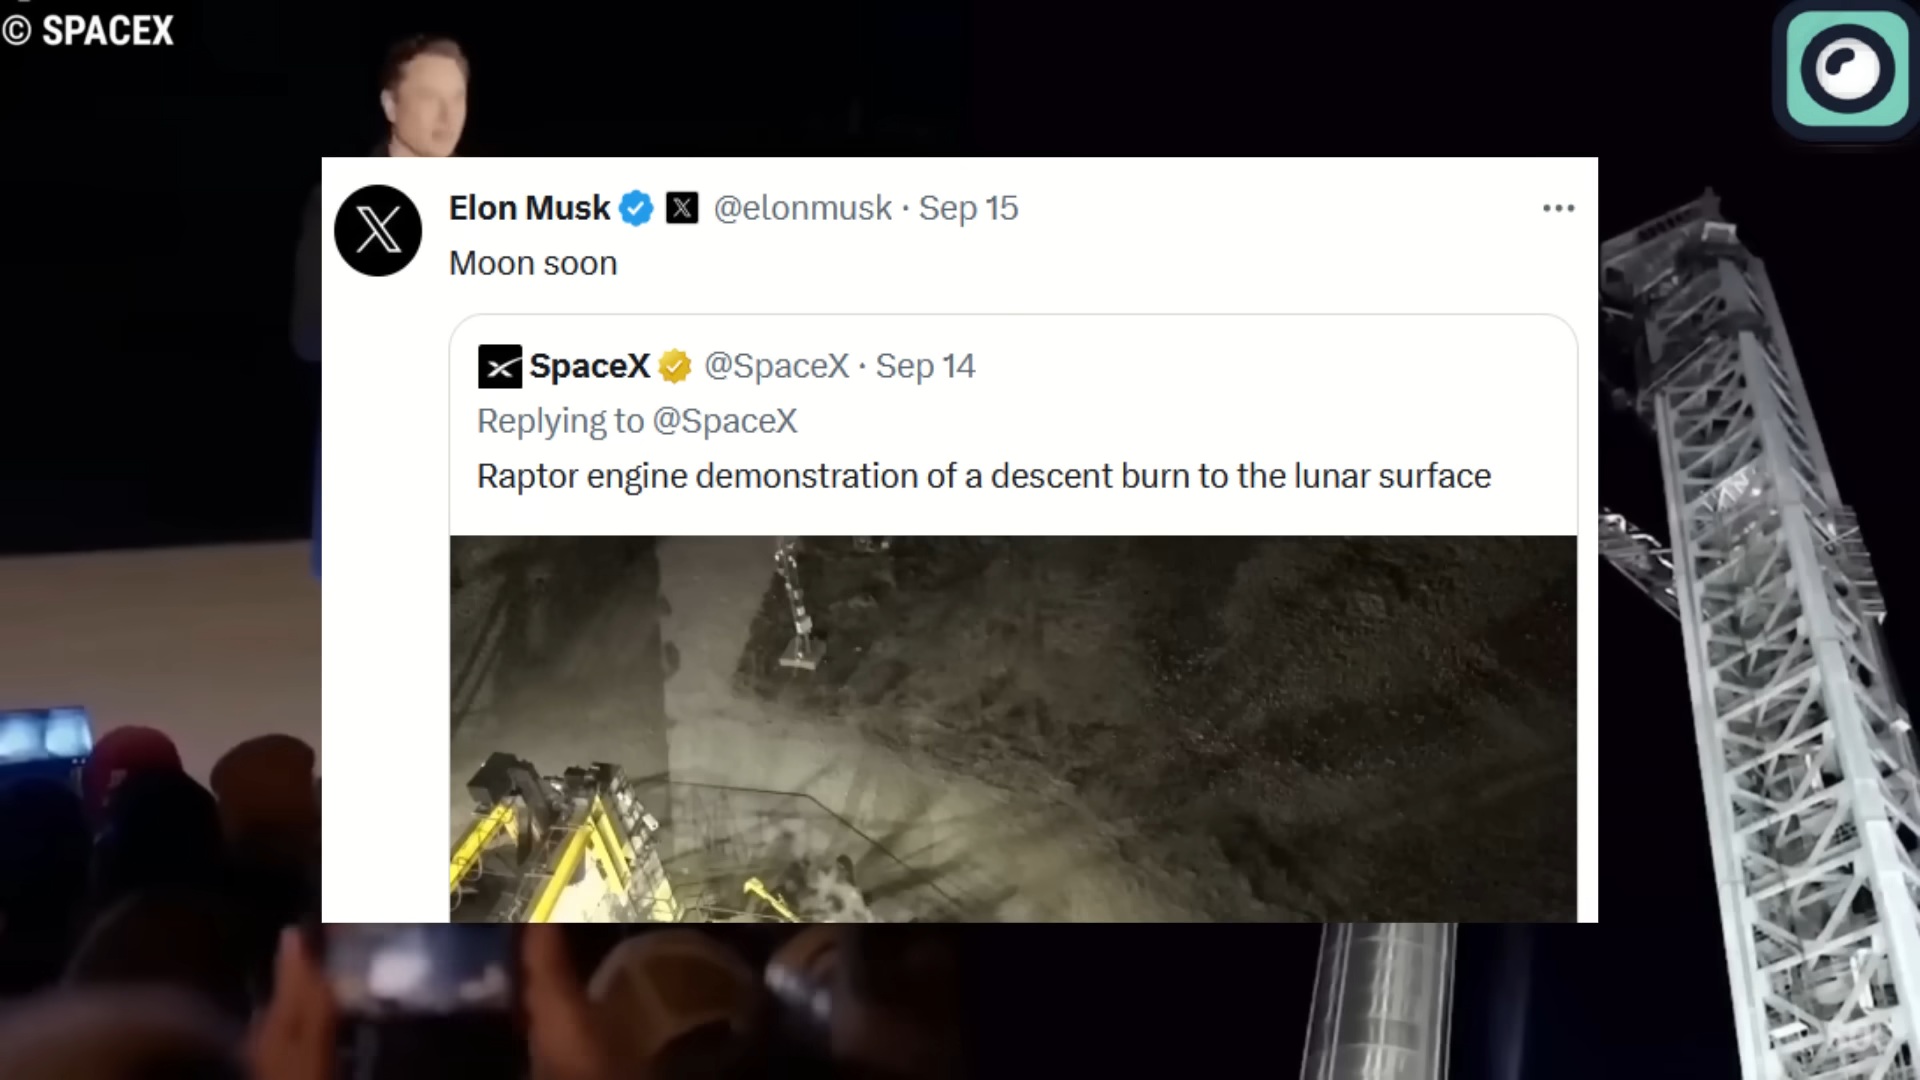 © SPACEX
Elon Musk @elonmusk · Sep 15
Moon soon
SpaceX @SpaceX · Sep 14
Replying to @SpaceX
Raptor engine demonstration of a descent burn to the lunar surface